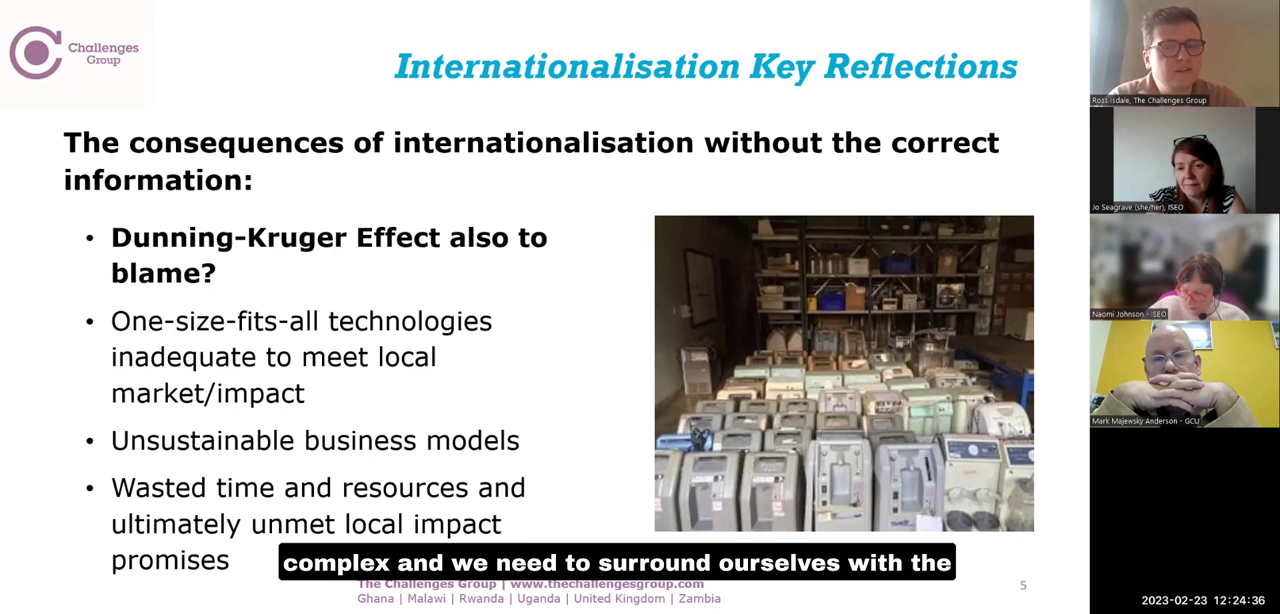 Challenges
Group
Internationalisation Key Reflections
The consequences of internationalisation without the correct
information:
• Dunning-Kruger Effect also to
blame?
• One-size-fits-all technologies
inadequate to meet local
market/impact
• Unsustainable business models
• Wasted time and resources and
ultimately unmet local impact
promises
complex and we need to surround ourselves with the
The Challenges Group | www.thechallengesgroup.com
Ghana | Malawi | Rwanda | Uganda | United Kingdom | Zambia
5
Ross Isdale, The Challenges Group
Jo Seagrave (she/her), ISEO
Naomi Johnson - ISEO
Mark Majewsky Anderson - GCU
2023-02-23 12:24:36